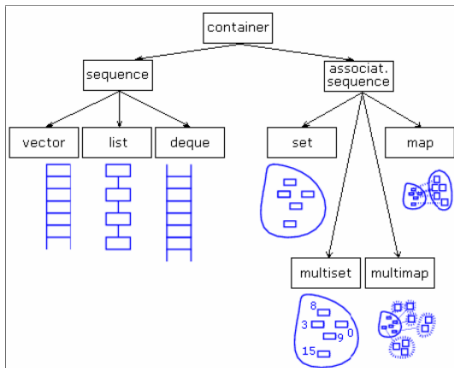 container
sequence
associat.
sequence
vector
list
deque
set
map
multiset
multimap
8
3
0
9
15